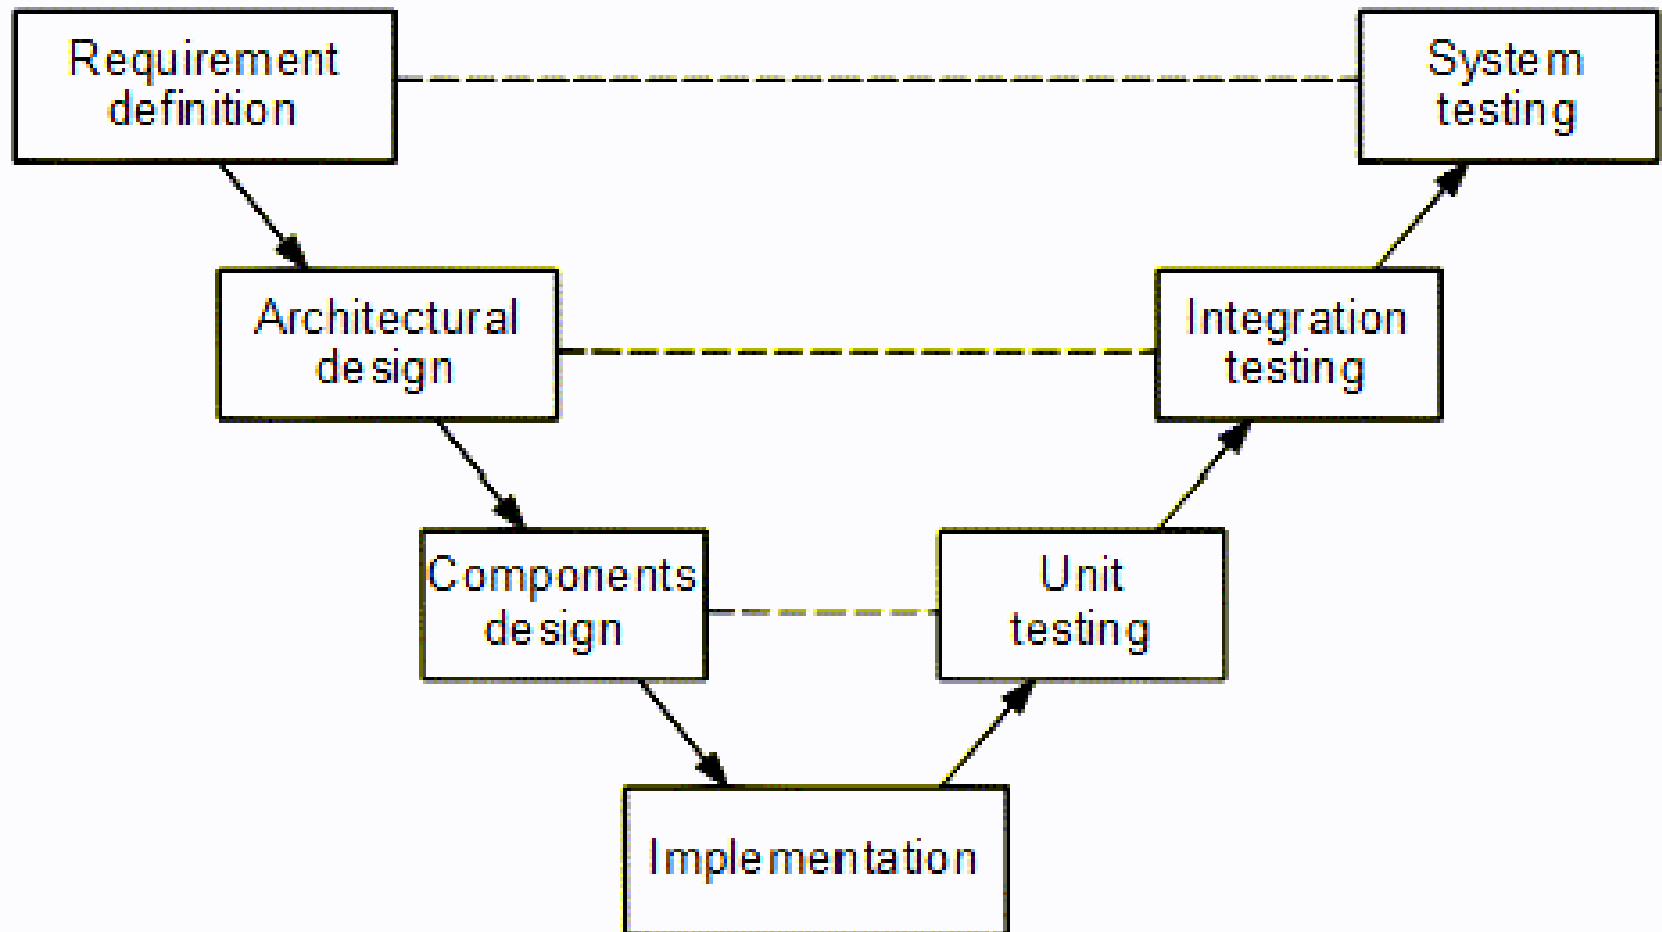 Requirement
definition
System
testing
Architectural
design
Integration
testing
Components
design
Unit
testing
Implementation